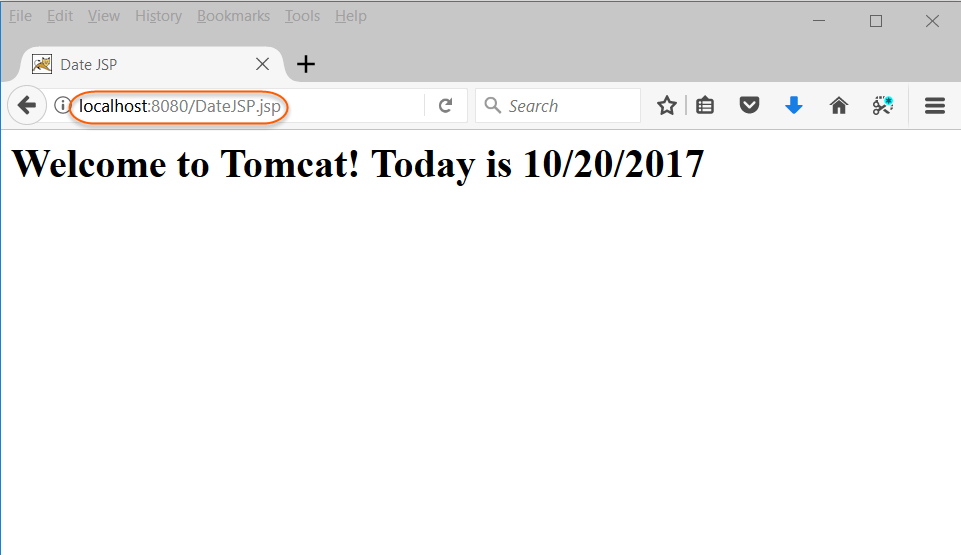 File Edit View History Bookmarks Tools Help
Date JSP
localhost:8080/DateJSP.jsp Search
Welcome to Tomcat! Today is 10/20/2017